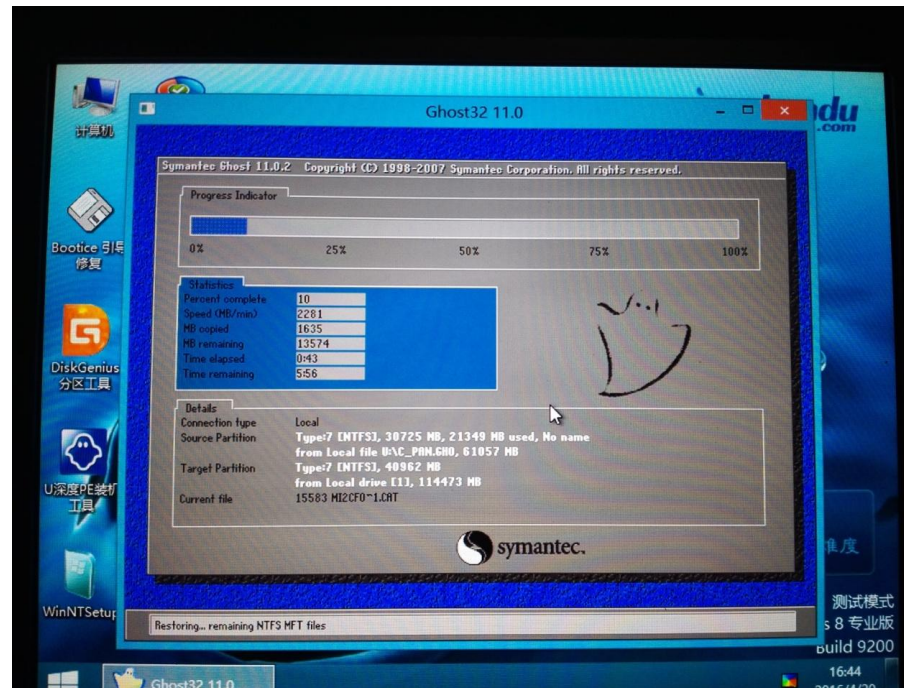 计算机
Bootice 引导
修复
DiskGenius
分区工具
U深度PE装机
工具
WinNTSetup
Ghost32 11.0
.com
Symantec Ghost 11.0.2 Copyright (C) 1998-2007 Symantec Corporation. All rights reserved.
Progress Indicator
0% 25% 50% 75% 100%
Statistics
Percent complete 10
Speed (MB/min) 2281
MB copied 1635
MB remaining 13574
Time elapsed 0:43
Time remaining 5:56
Details
Connection type Local
Source Partition Type:7 [NTFS], 30725 MB, 21349 MB used, No name
from Local file U:\C_PAN.GHO, 61057 MB
Target Partition Type:7 [NTFS], 40962 MB
from Local drive [1], 114473 MB
Current file 15583 MI2CF0~1.CAT
symantec.
Restoring... remaining NTFS MFT files
测试模式
s 8 专业版
Build 9200
Ghost32 11.0
16:44